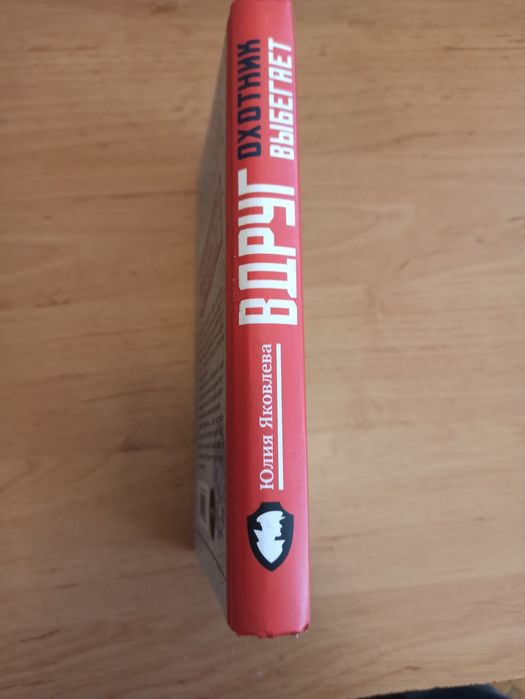 Юлия Яковлева
ВДРУГ
ОХОТНИК
ВЫБЕГАЕТ